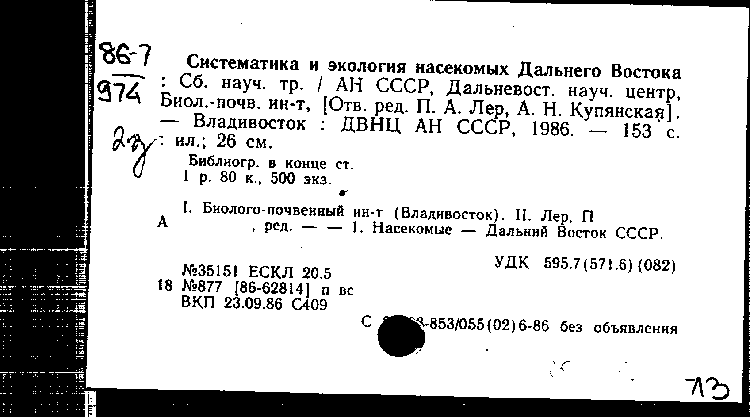 86-7
974
2э
Систематика и экология насекомых Дальнего Востока
: Сб. науч. тр. / АН СССР, Дальневост. науч. центр,
Биол.-почв. ин-т, [Отв. ред. П. А. Лер, А. Н. Купянская].
— Владивосток : ДВНЦ АН СССР, 1986. — 153 с.
: ил.; 26 см.
Библиогр. в конце ст.
1 р. 80 к., 500 экз.
I. Биолого-почвенный ин-т (Владивосток). II. Лер, П
А , ред. — — 1. Насекомые — Дальний Восток СССР.
УДК 595.7(571.6)(082)
№35151 ЕСКЛ 20.5
18 №877 [86-62814] п вс
ВКП 23.09.86 С409
С -853/055(02)6-86 без объявления
ЛЗ